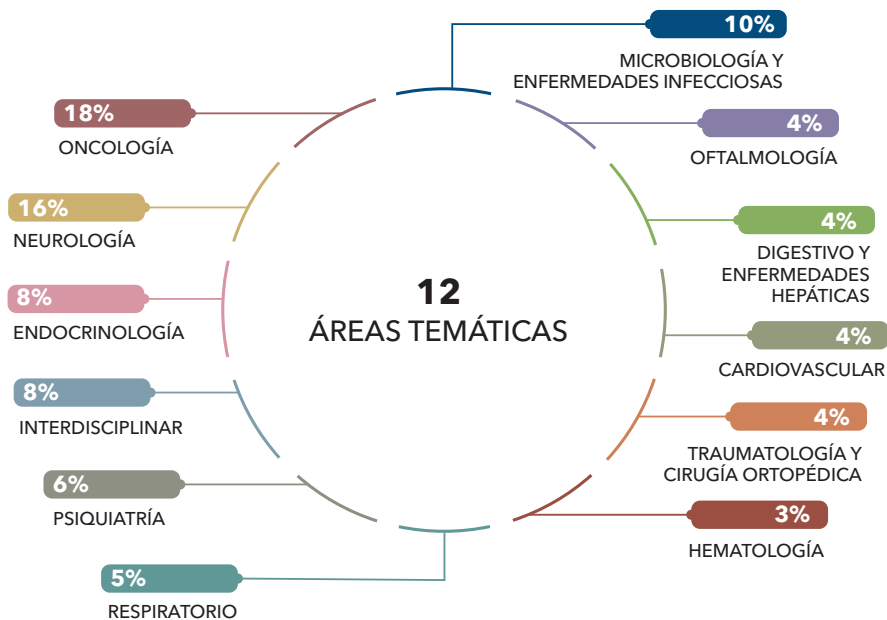 10%
MICROBIOLOGÍA Y
ENFERMEDADES INFECCIOSAS
18%
ONCOLOGÍA
4%
OFTALMOLOGÍA
16%
NEUROLOGÍA
4%
DIGESTIVO Y
ENFERMEDADES
HEPÁTICAS
8%
ENDOCRINOLOGÍA
12
ÁREAS TEMÁTICAS
4%
CARDIOVASCULAR
8%
INTERDISCIPLINAR
4%
TRAUMATOLOGÍA Y
CIRUGÍA ORTOPÉDICA
6%
PSIQUIATRÍA
3%
HEMATOLOGÍA
5%
RESPIRATORIO